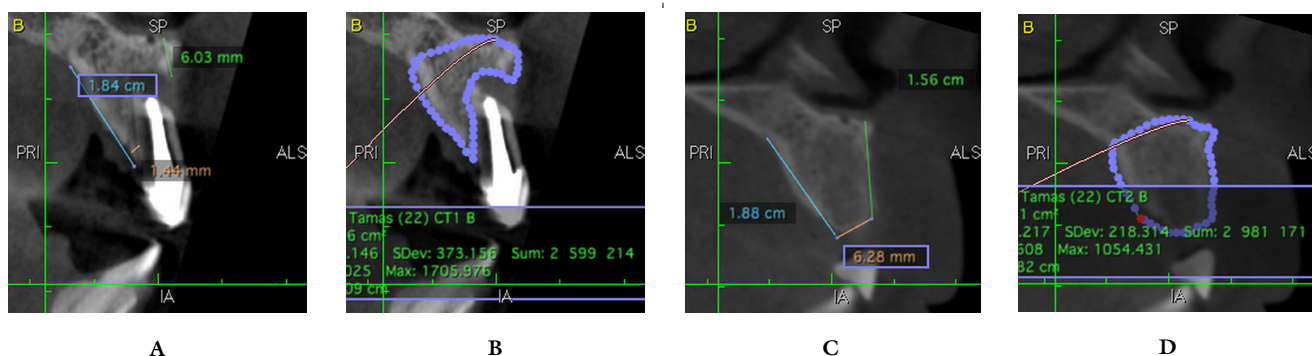 B
SP
6.03 mm
1.84 cm
PRI
ALS
1.44 mm
A
B
SP
PRI
ALS
Tamas (22) CT1 B
6 cm²
.146 SDev: 373.156 Sum: 2 599 214
025 Max: 1705.976
09 cm
IA
B
B
SP
1.56 cm
PRI
ALS
1.88 cm
6.28 mm
IA
C
B
SP
PRI
ALS
Tamas (22) CT2 B
1 cm²
.217 SDev: 218.314 Sum: 2 981 171
608 Max: 1054.431
82 cm
IA
D
IA